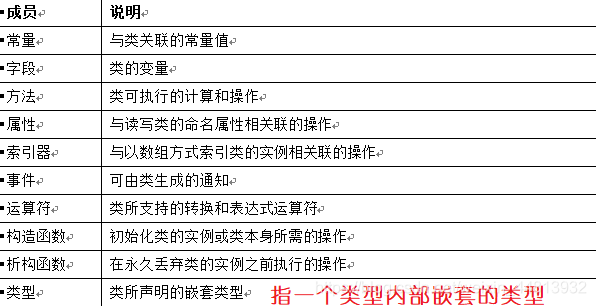 成员 说明
常量 与类关联的常量值
字段 类的变量
方法 类可执行的计算和操作
属性 与读写类的命名属性相关联的操作
索引器 与以数组方式索引类的实例相关联的操作
事件 可由类生成的通知
运算符 类所支持的转换和表达式运算符
构造函数 初始化类的实例或类本身所需的操作
析构函数 在永久丢弃类的实例之前执行的操作
类型 类所声明的嵌套类型 指一个类型内部嵌套的类型